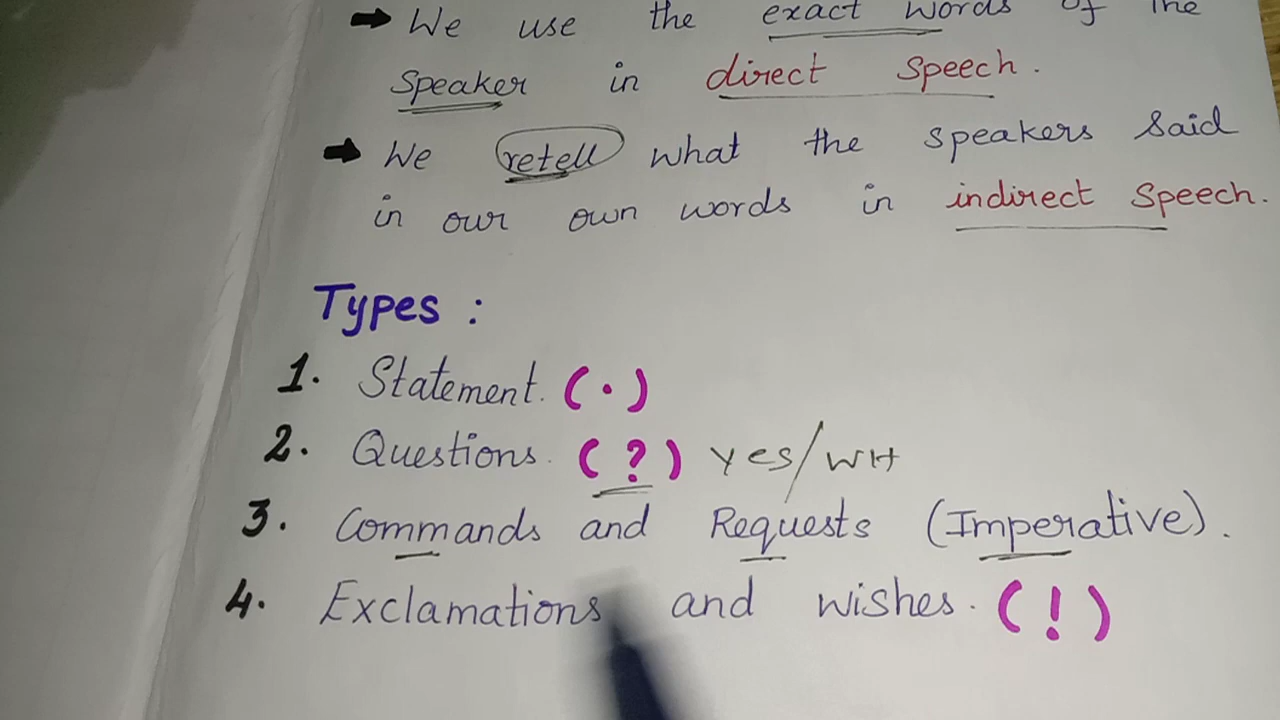 ➡ We use the exact words of the
Speaker in direct Speech.
➡ We retell what the speakers said
in our own words in indirect Speech.
Types :
1. Statement. (.)
2. Questions. (?) Yes/WH
3. Commands and Requests (Imperative).
4. Exclamations and wishes. (!)